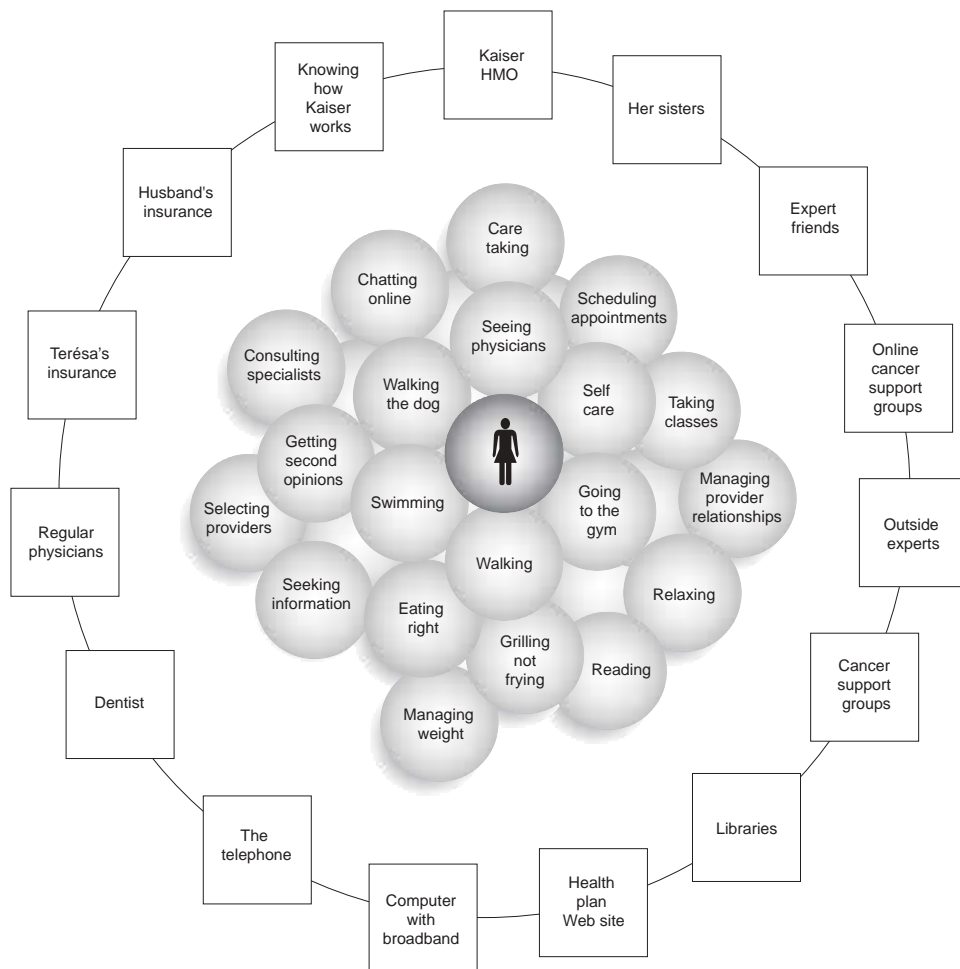 Kaiser
HMO
Knowing
how
Kaiser
works
Her sisters
Husband's
insurance
Expert
friends
Care
taking
Chatting
online
Scheduling
appointments
Seeing
physicians
Terésa's
insurance
Consulting
specialists
Walking
the dog
Self
care
Taking
classes
Online
cancer
support
groups
Getting
second
opinions
Swimming
Going
to the
gym
Managing
provider
relationships
Regular
physicians
Selecting
providers
Outside
experts
Walking
Seeking
information
Eating
right
Relaxing
Grilling
not
frying
Reading
Cancer
support
groups
Dentist
Managing
weight
The
telephone
Libraries
Computer
with
broadband
Health
plan
Web site